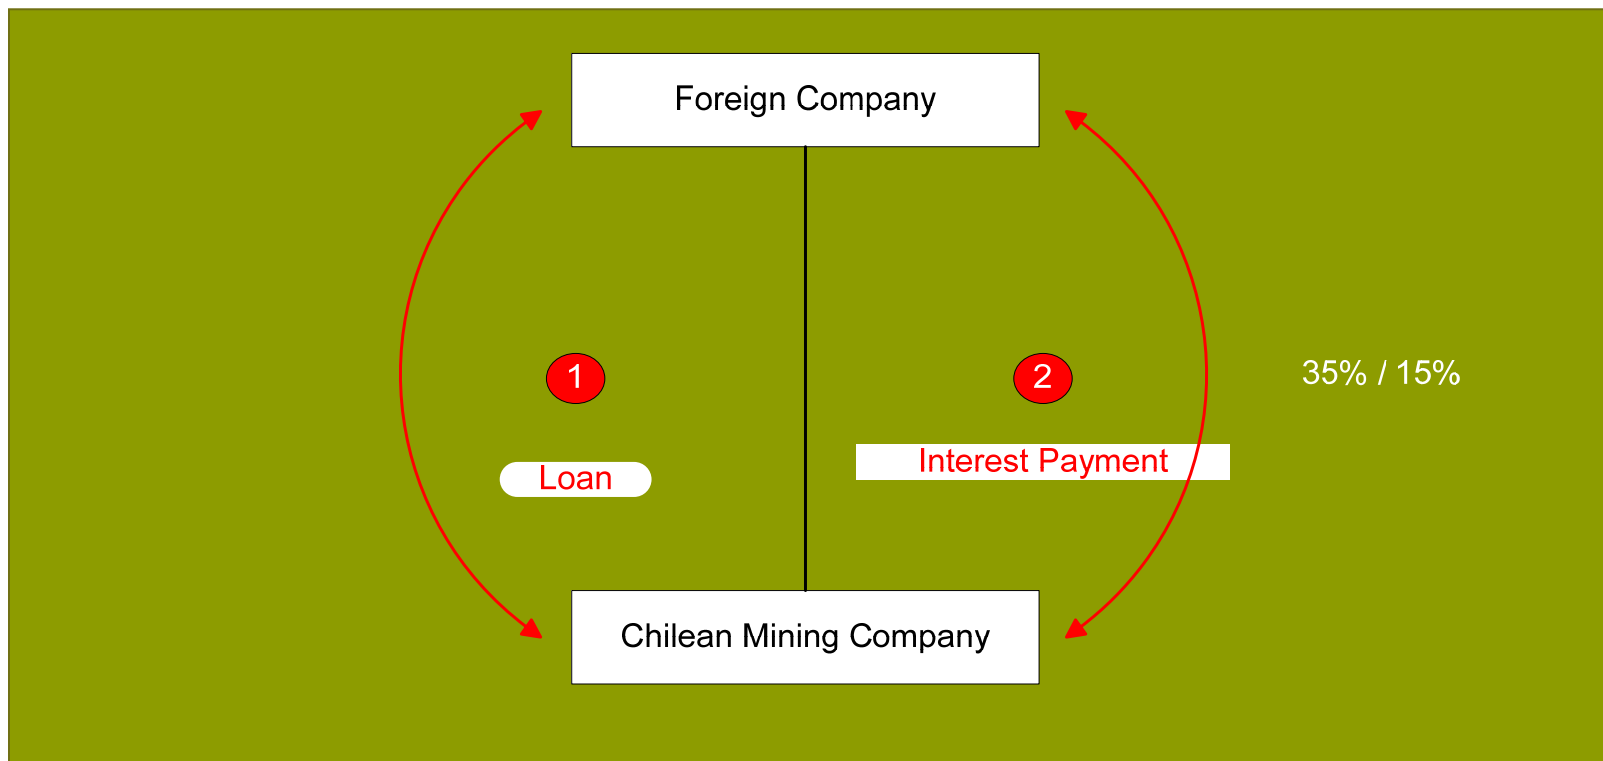 Foreign Company
1
2
35% / 15%
Interest Payment
Loan
Chilean Mining Company